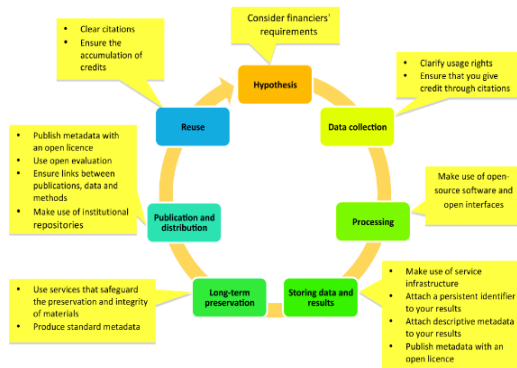 Consider financiers'
requirements
• Clear citations
• Ensure the
accumulation of
credits
Hypothesis
• Clarify usage rights
• Ensure that you give
credit through citations
Reuse
Data collection
• Publish metadata with
an open licence
• Use open evaluation
• Ensure links between
publications, data and
methods
• Make use of institutional
repositories
Make use of open-
source software and
open interfaces
Publication and
distribution
Processing
• Use services that safeguard
the preservation and integrity
of materials
• Produce standard metadata
Long-term
preservation
Storing data and
results
• Make use of service
infrastructure
• Attach a persistent identifier
to your results
• Attach descriptive metadata
to your results
• Publish metadata with an
open licence